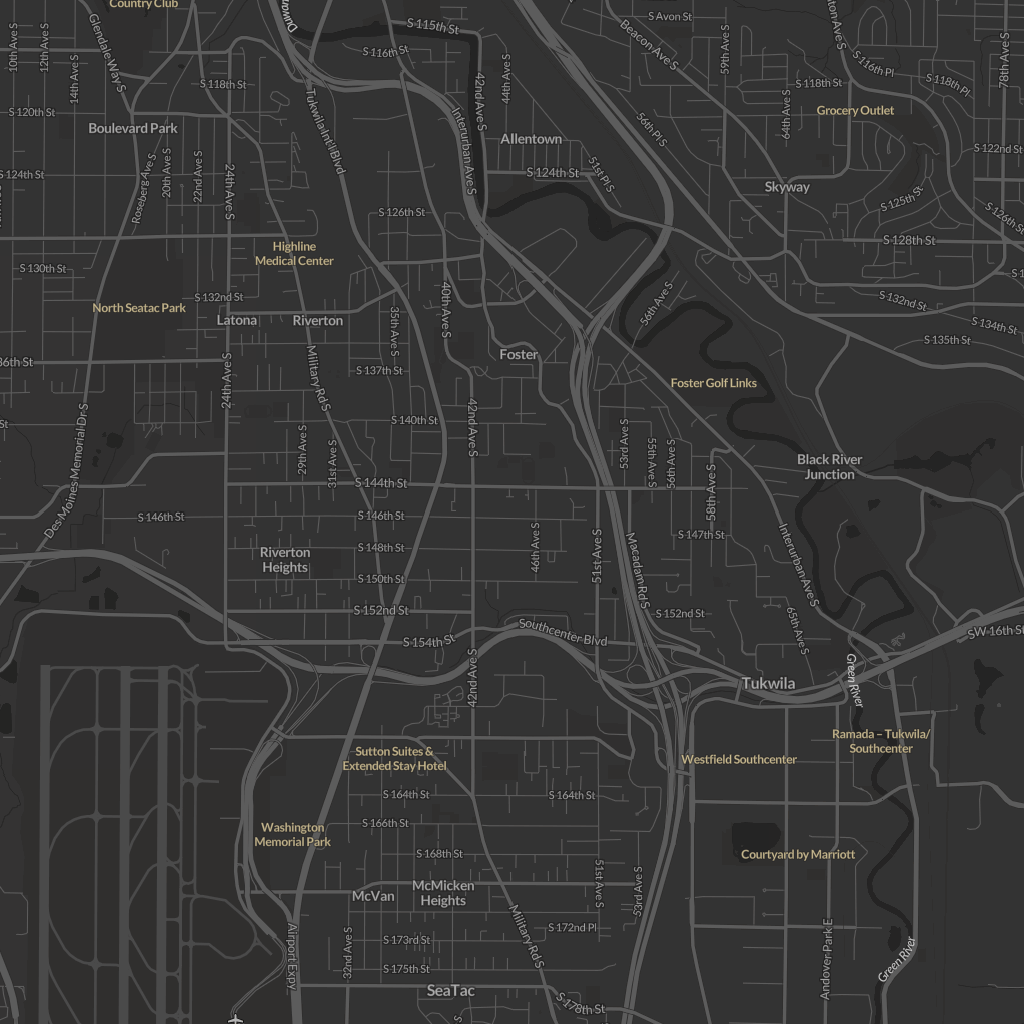 Country Club
S 115th St
S Avon St
Beacon Ave S
59th Ave S
78th Ave S
10th Ave S
12th Ave S
Glendale Way S
14th Ave S
S 116th St
S 116th Pl
S 118th St
S 118th St
S 118th Pl
42nd Ave S
44th Ave S
64th Ave S
Grocery Outlet
S 120th St
Boulevard Park
Tukwila Int'l Blvd
Interurban Ave S
Allentown
56th Pl S
S 122nd St
S 124th St
S 124th St
51st Pl S
Skyway
Roseberg Ave S
20th Ave S
22nd Ave S
24th Ave S
S 125th St
S 126th St
S 126th St
S 128th St
Highline
Medical Center
S 130th St
S 132nd St
S 132nd St
North Seatac Park
40th Ave S
35th Ave S
56th Ave S
Latona
Riverton
S 134th St
S 135th St
Foster
36th St
S 137th St
Military Rd S
24th Ave S
Foster Golf Links
S 140th St
42nd Ave S
Des Moines Memorial Dr S
29th Ave S
31st Ave S
53rd Ave S
55th Ave S
56th Ave S
58th Ave S
Black River
Junction
S 144th St
S 146th St
S 146th St
S 147th St
Riverton
Heights
S 148th St
46th Ave S
51st Ave S
Macadam Rd S
Interurban Ave S
S 150th St
S 152nd St
S 152nd St
65th Ave S
Southcenter Blvd
S 154th St
SW 16th St
42nd Ave S
Tukwila
Green River
Sutton Suites &
Extended Stay Hotel
Westfield Southcenter
Ramada – Tukwila/
Southcenter
S 164th St
S 164th St
Washington
Memorial Park
S 166th St
S 168th St
Courtyard by Marriott
McVan
McMicken
Heights
51st Ave S
53rd Ave S
Military Rd S
S 172nd Pl
Airport Expy
32nd Ave S
S 173rd St
S 175th St
Andover Park E
Green River
SeaTac
S 178th St